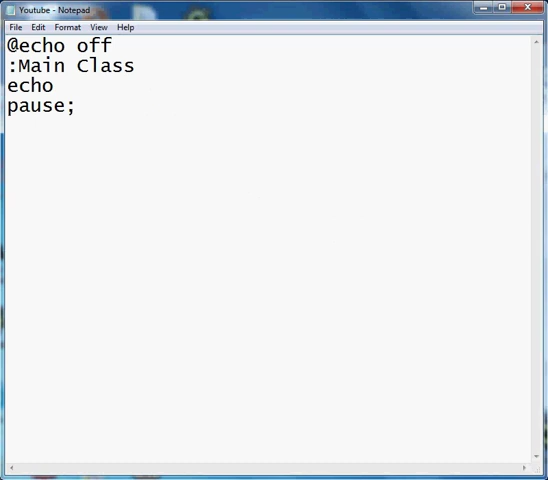 Youtube - Notepad
File Edit Format View Help
@echo off
:Main Class
echo
pause;